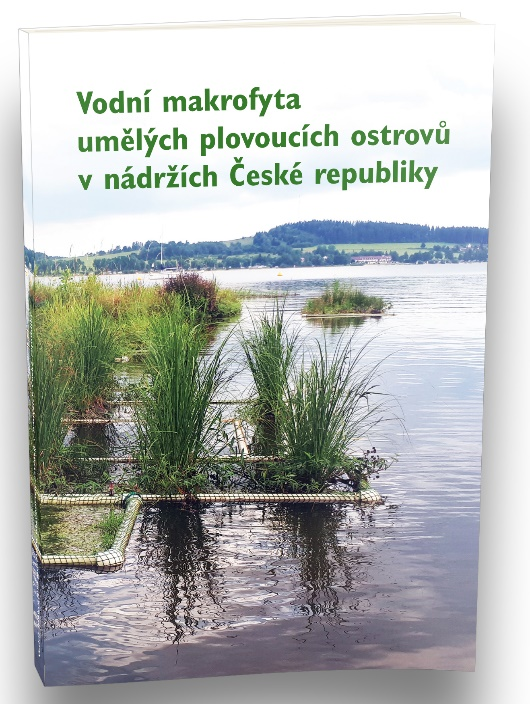 Vodní makrofyta
umělých plovoucích ostrovů
v nádržích České republiky